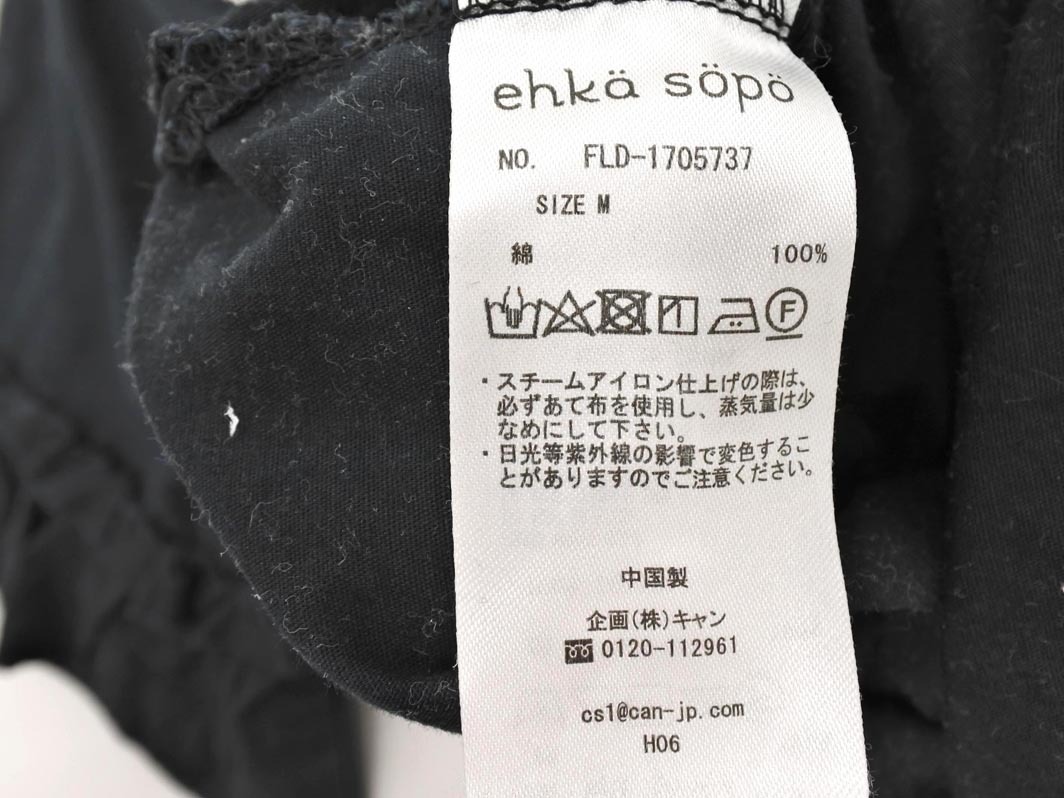 ehkä söpö
NO. FLD-1705737
SIZE M
綿 100%
F
・スチームアイロン仕上げの際は、
必ずあて布を使用し、蒸気量は少
なめにして下さい。
・日光等紫外線の影響で変色するこ
とがありますのでご注意ください。
中国製
企画(株)キャン
0120-112961
cs1@can-jp.com
H06